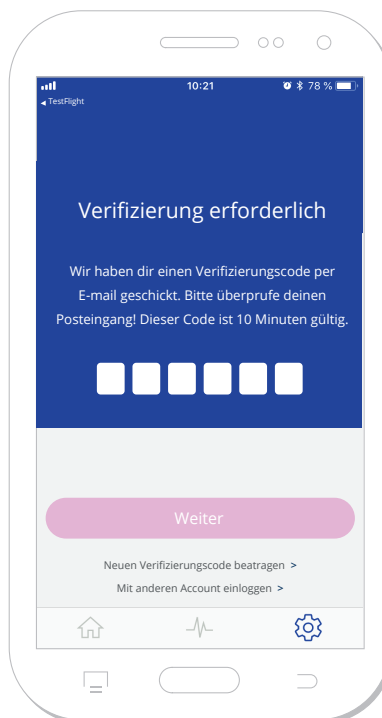 10:21
78 %
◀ TestFlight
Verifizierung erforderlich
Wir haben dir einen Verifizierungscode per
E-mail geschickt. Bitte überprufe deinen
Posteingang! Dieser Code ist 10 Minuten gültig.
Weiter
Neuen Verifizierungscode beatragen >
Mit anderen Account einloggen >